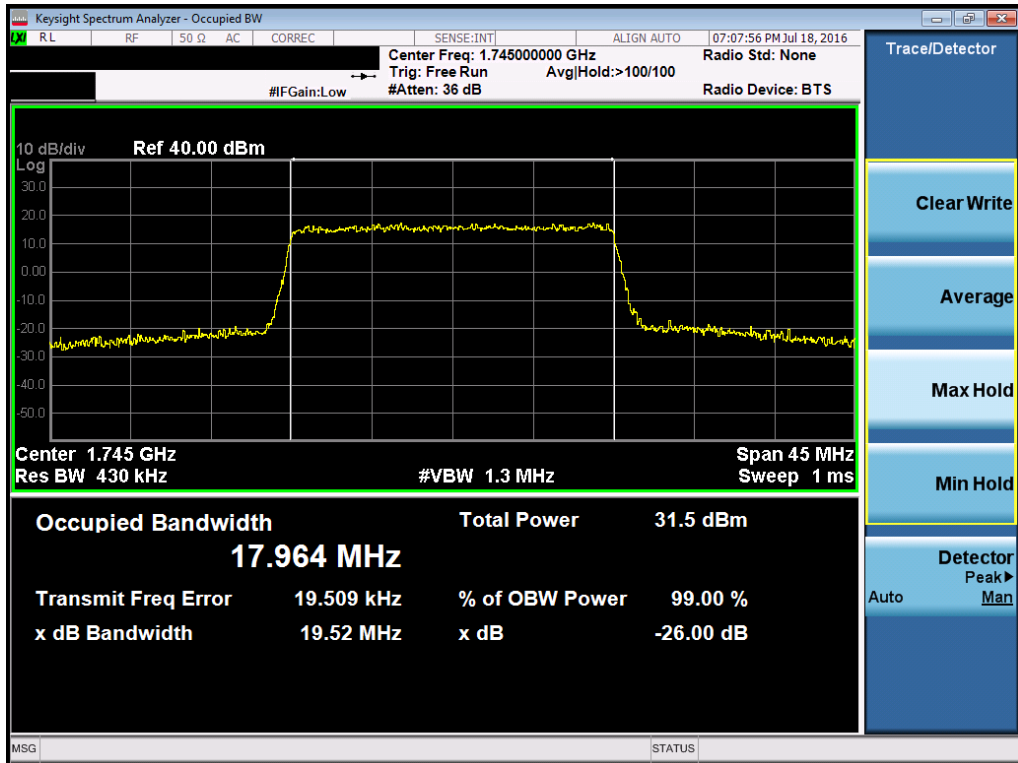 Keysight Spectrum Analyzer - Occupied BW
LXI RL RF 50 Ω AC CORREC SENSE:INT ALIGN AUTO 07:07:56 PM Jul 18, 2016
Center Freq: 1.745000000 GHz Radio Std: None
Trig: Free Run Avg|Hold:>100/100
#IFGain:Low #Atten: 36 dB Radio Device: BTS
10 dB/div Ref 40.00 dBm
Log
30.0
20.0
10.0
0.00
-10.0
-20.0
-30.0
-40.0
-50.0
Center 1.745 GHz Span 45 MHz
Res BW 430 kHz #VBW 1.3 MHz Sweep 1 ms
Occupied Bandwidth Total Power 31.5 dBm
17.964 MHz
Transmit Freq Error 19.509 kHz % of OBW Power 99.00 %
x dB Bandwidth 19.52 MHz x dB -26.00 dB
MSG STATUS
Trace/Detector
Clear Write
Average
Max Hold
Min Hold
Detector
Peak▶
Auto Man